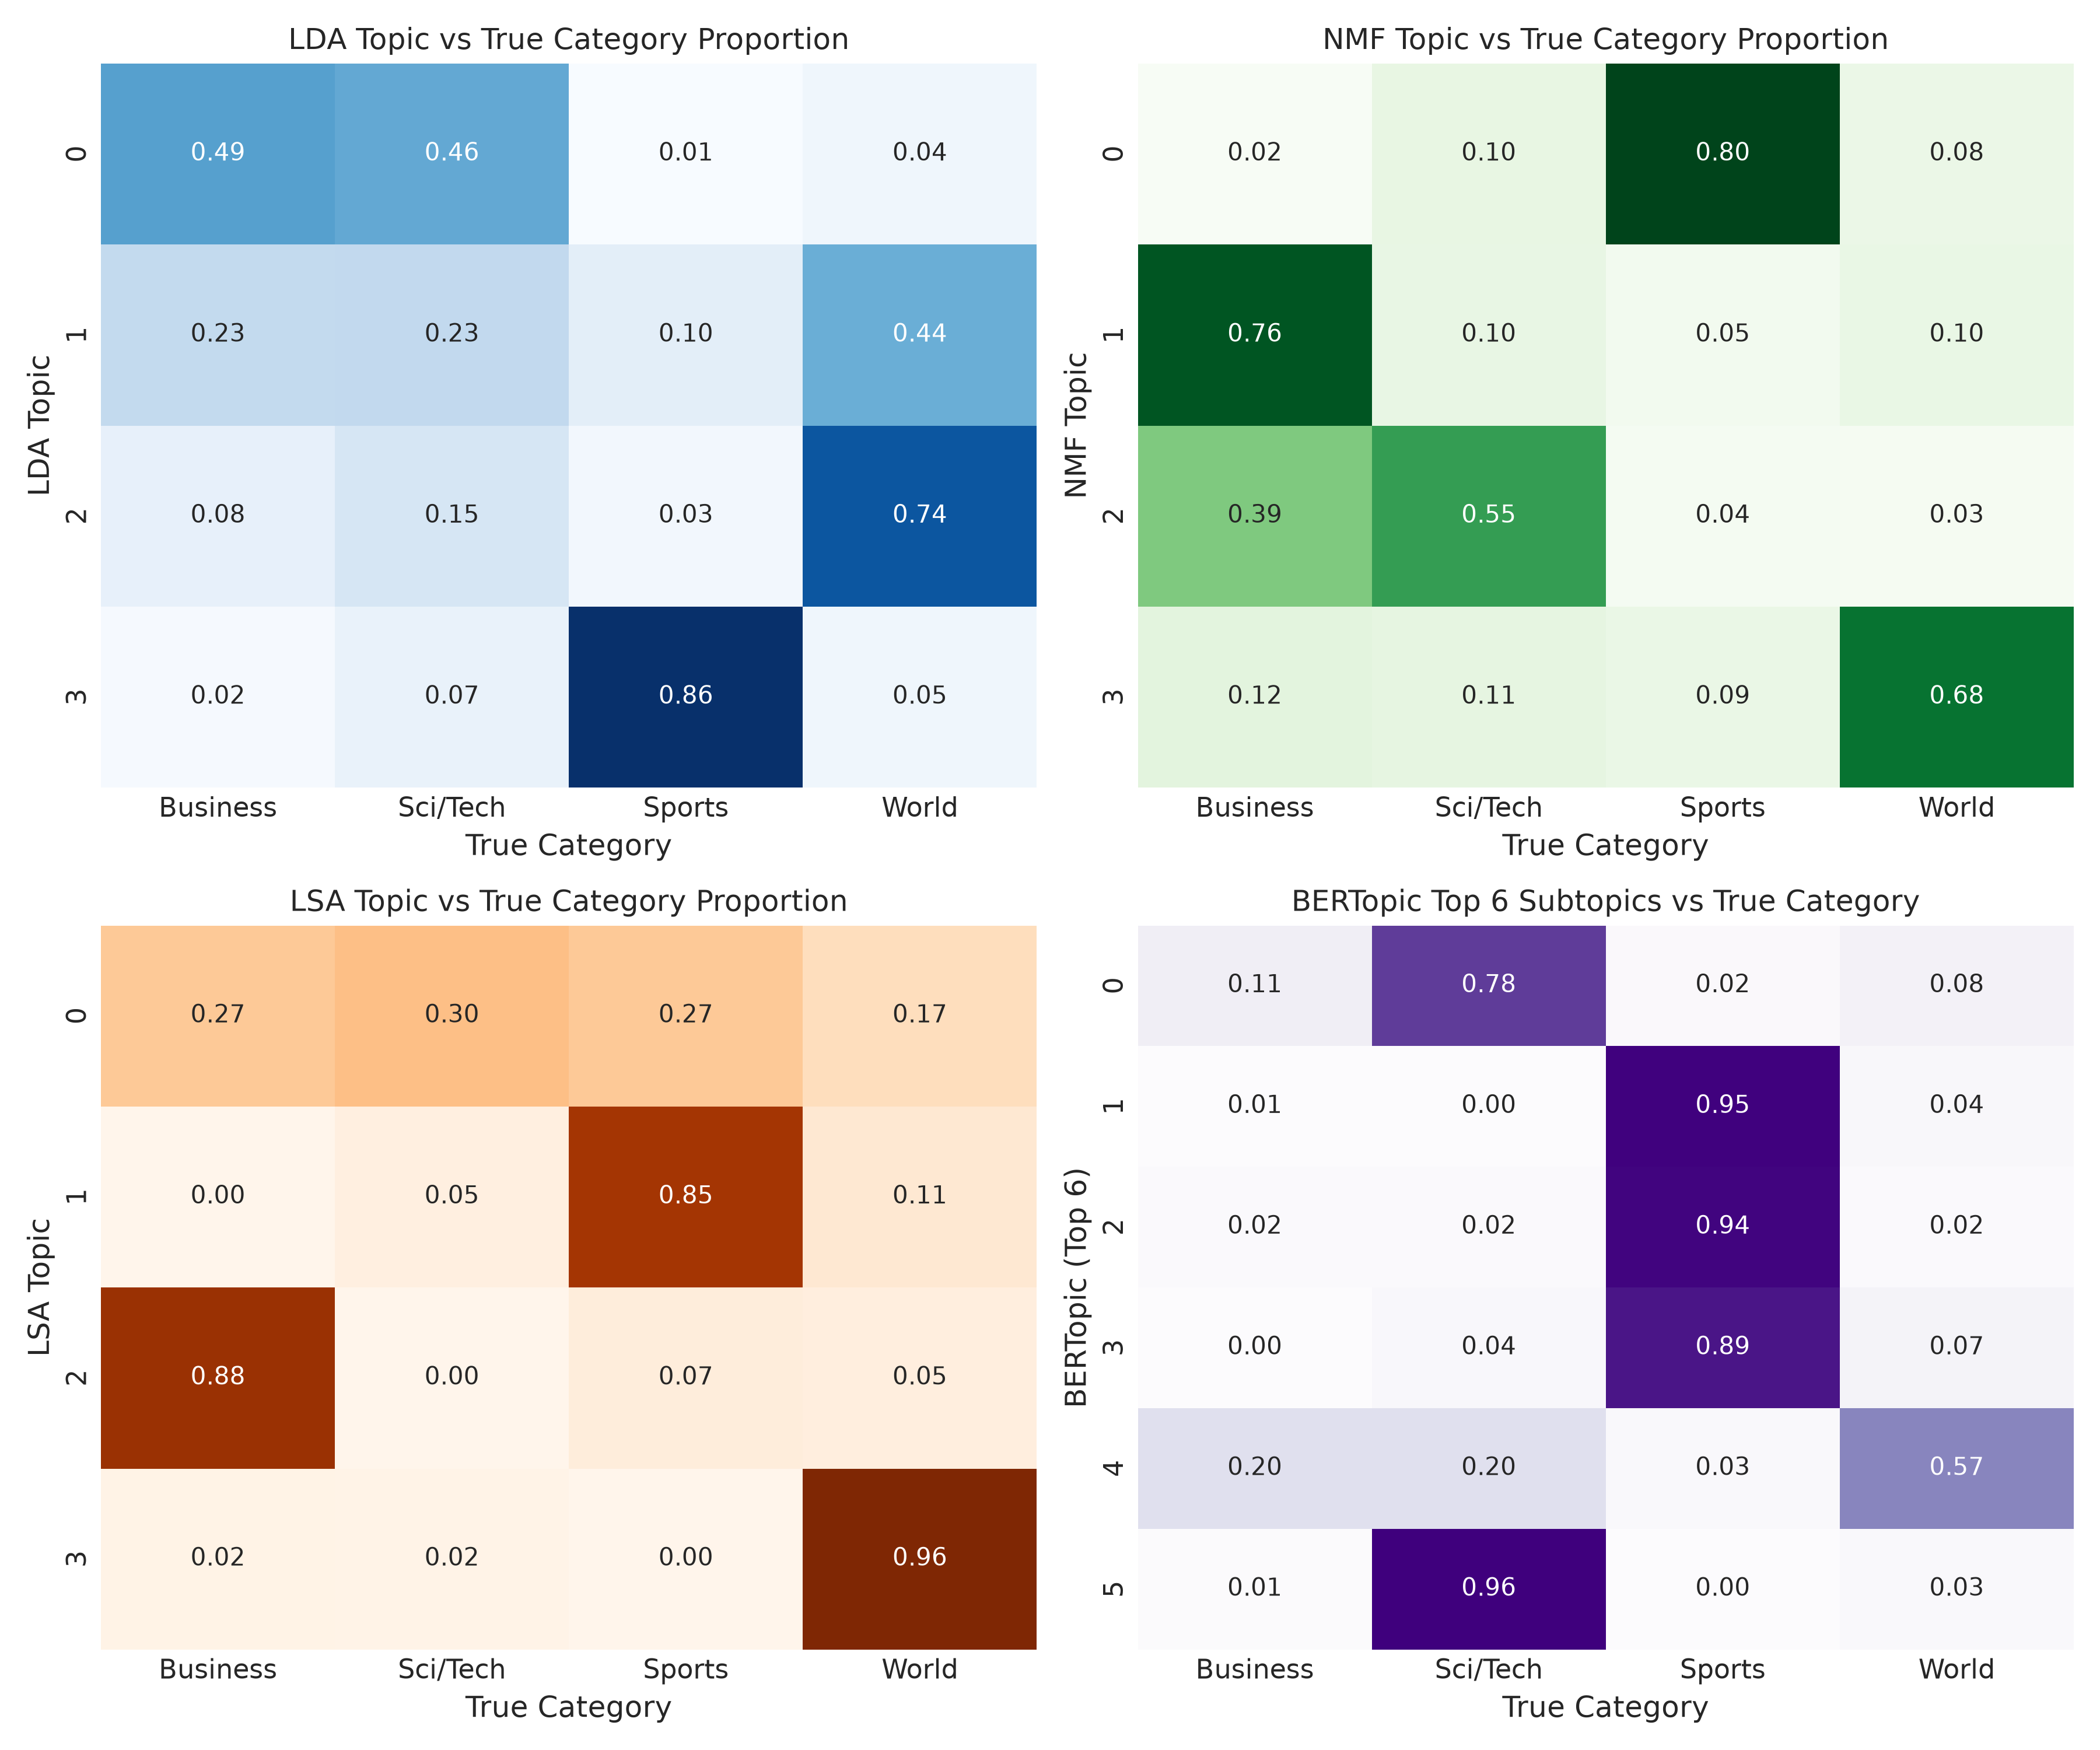 LDA Topic vs True Category Proportion
LDA Topic
0 0.49 0.46 0.01 0.04
1 0.23 0.23 0.10 0.44
2 0.08 0.15 0.03 0.74
3 0.02 0.07 0.86 0.05
Business Sci/Tech Sports World
True Category
NMF Topic vs True Category Proportion
NMF Topic
0 0.02 0.10 0.80 0.08
1 0.76 0.10 0.05 0.10
2 0.39 0.55 0.04 0.03
3 0.12 0.11 0.09 0.68
Business Sci/Tech Sports World
True Category
LSA Topic vs True Category Proportion
LSA Topic
0 0.27 0.30 0.27 0.17
1 0.00 0.05 0.85 0.11
2 0.88 0.00 0.07 0.05
3 0.02 0.02 0.00 0.96
Business Sci/Tech Sports World
True Category
BERTopic Top 6 Subtopics vs True Category
BERTopic (Top 6)
0 0.11 0.78 0.02 0.08
1 0.01 0.00 0.95 0.04
2 0.02 0.02 0.94 0.02
3 0.00 0.04 0.89 0.07
4 0.20 0.20 0.03 0.57
5 0.01 0.96 0.00 0.03
Business Sci/Tech Sports World
True Category